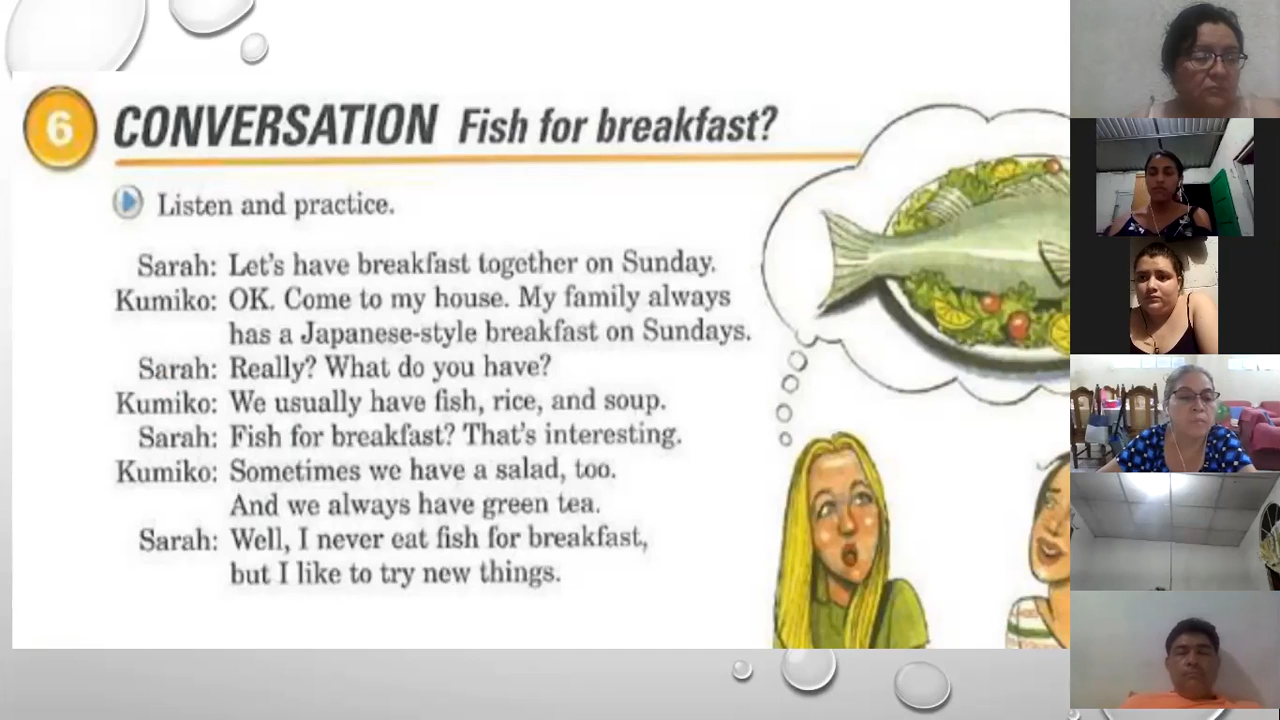 6 CONVERSATION Fish for breakfast?
Listen and practice.
Sarah: Let's have breakfast together on Sunday.
Kumiko: OK. Come to my house. My family always
has a Japanese-style breakfast on Sundays.
Sarah: Really? What do you have?
Kumiko: We usually have fish, rice, and soup.
Sarah: Fish for breakfast? That's interesting.
Kumiko: Sometimes we have a salad, too.
And we always have green tea.
Sarah: Well, I never eat fish for breakfast,
but I like to try new things.